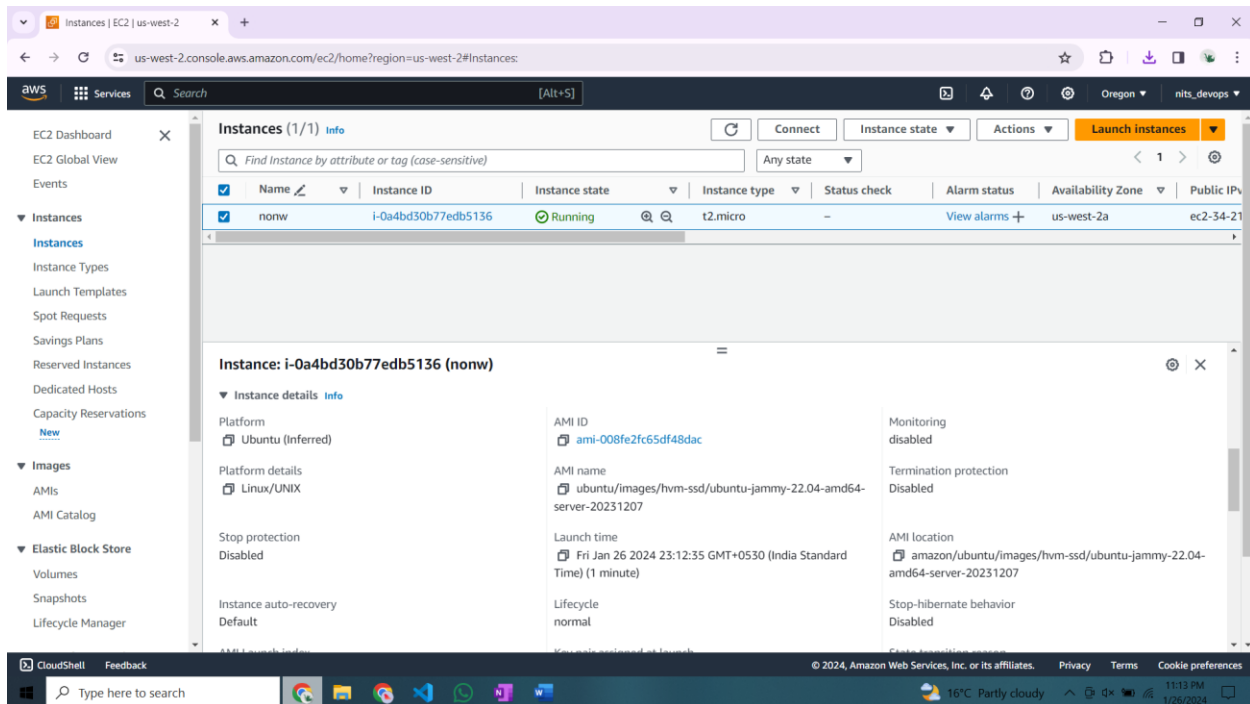 Instances | EC2 | us-west-2
us-west-2.console.aws.amazon.com/ec2/home?region=us-west-2#Instances:
aws Services Search [Alt+S] Oregon nits_devops
EC2 Dashboard
EC2 Global View
Events
Instances
Instances
Instance Types
Launch Templates
Spot Requests
Savings Plans
Reserved Instances
Dedicated Hosts
Capacity Reservations
New
Images
AMIs
AMI Catalog
Elastic Block Store
Volumes
Snapshots
Lifecycle Manager
Instances (1/1) Info Connect Instance state Actions Launch instances
Find Instance by attribute or tag (case-sensitive) Any state 1
Name Instance ID Instance state Instance type Status check Alarm status Availability Zone Public IPv
nonw i-0a4bd30b77edb5136 Running t2.micro – View alarms + us-west-2a ec2-34-21
Instance: i-0a4bd30b77edb5136 (nonw)
Instance details Info
Platform
Ubuntu (Inferred)
AMI ID
ami-008fe2fc65df48dac
Monitoring
disabled
Platform details
Linux/UNIX
AMI name
ubuntu/images/hvm-ssd/ubuntu-jammy-22.04-amd64-
server-20231207
Termination protection
Disabled
Stop protection
Disabled
Launch time
Fri Jan 26 2024 23:12:35 GMT+0530 (India Standard
Time) (1 minute)
AMI location
amazon/ubuntu/images/hvm-ssd/ubuntu-jammy-22.04-
amd64-server-20231207
Instance auto-recovery
Default
Lifecycle
normal
Stop-hibernate behavior
Disabled
AMI Launch index Key pair assigned at launch State transition reason
CloudShell Feedback © 2024, Amazon Web Services, Inc. or its affiliates. Privacy Terms Cookie preferences
Type here to search 16°C Partly cloudy 11:13 PM
1/26/2024